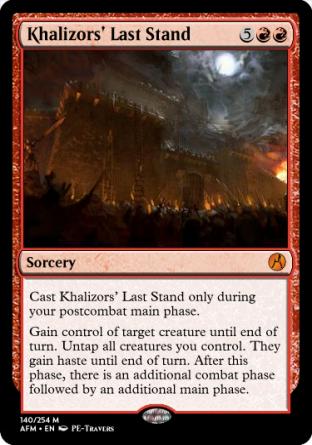 Khalizors' Last Stand 5
Sorcery
Cast Khalizors' Last Stand only during
your postcombat main phase.
Gain control of target creature until end of
turn. Untap all creatures you control. They
gain haste until end of turn. After this
phase, there is an additional combat phase
followed by an additional main phase.
140/254 M
AFM • EN PE-Travers